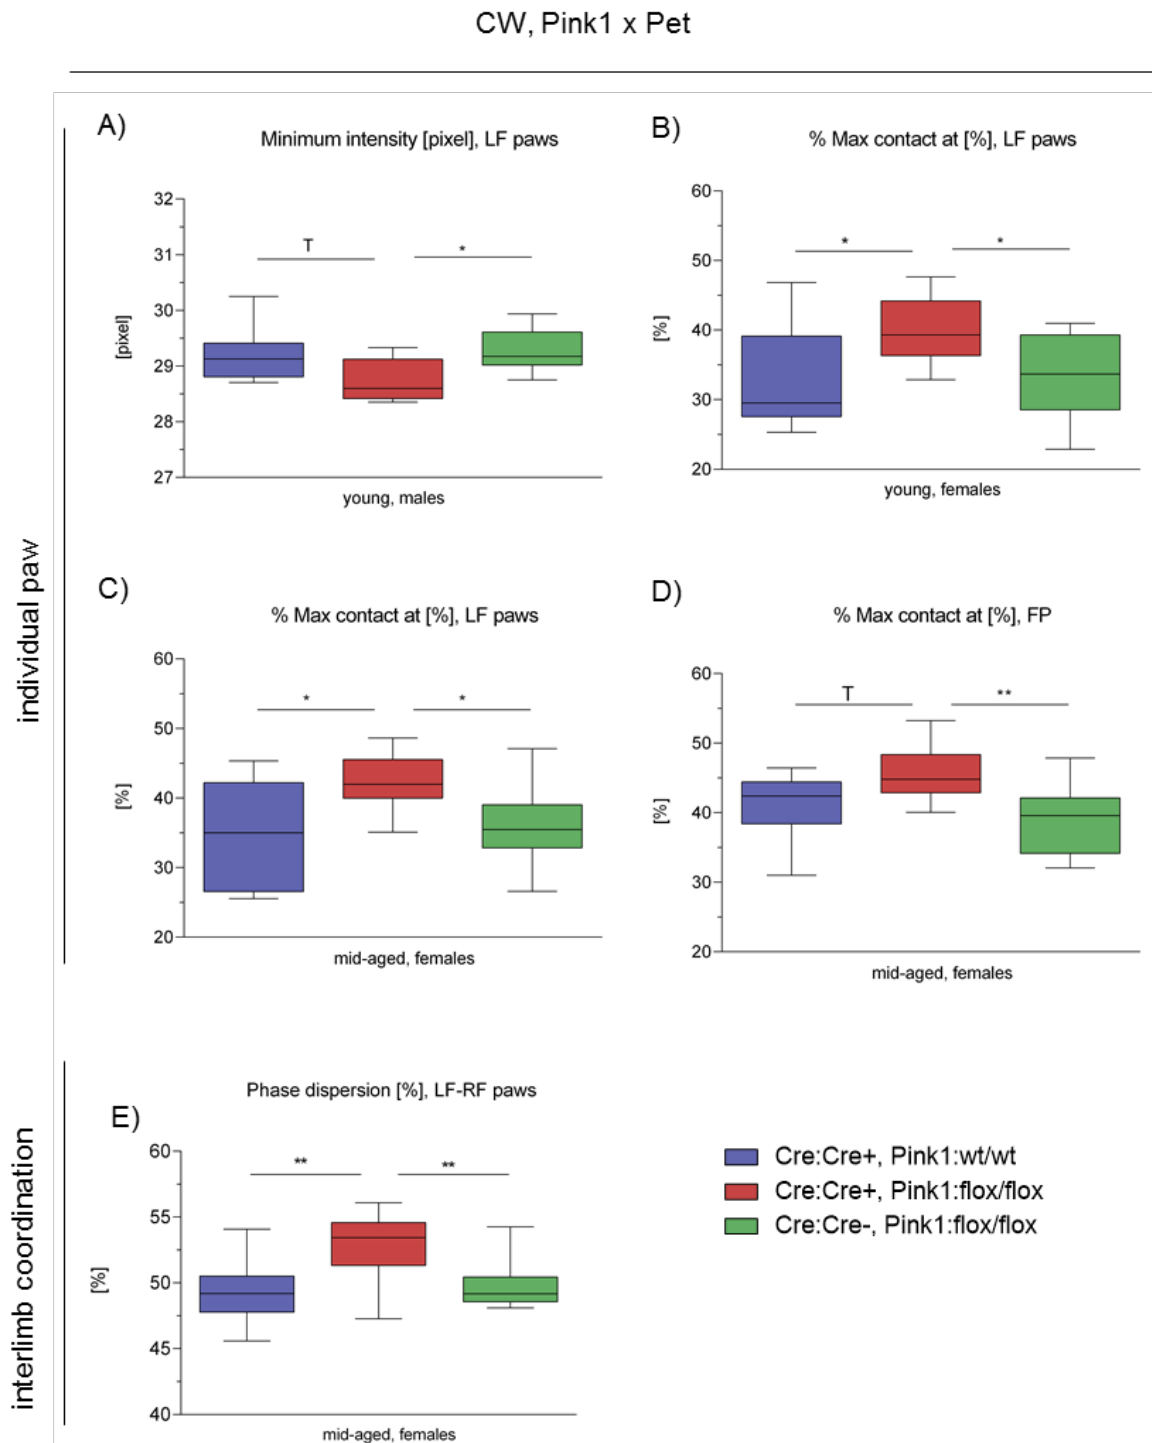 CW, Pink1 x Pet
individual paw
A)
Minimum intensity [pixel], LF paws
[pixel]
32
31
30
29
28
27
T
*
young, males
B)
% Max contact at [%], LF paws
[%]
60
50
40
30
20
*
*
young, females
C)
% Max contact at [%], LF paws
[%]
60
50
40
30
20
*
*
mid-aged, females
D)
% Max contact at [%], FP
[%]
60
50
40
30
20
T
**
mid-aged, females
interlimb coordination
E)
Phase dispersion [%], LF-RF paws
[%]
60
55
50
45
40
**
**
mid-aged, females
Cre:Cre+, Pink1:wt/wt
Cre:Cre+, Pink1:flox/flox
Cre:Cre-, Pink1:flox/flox